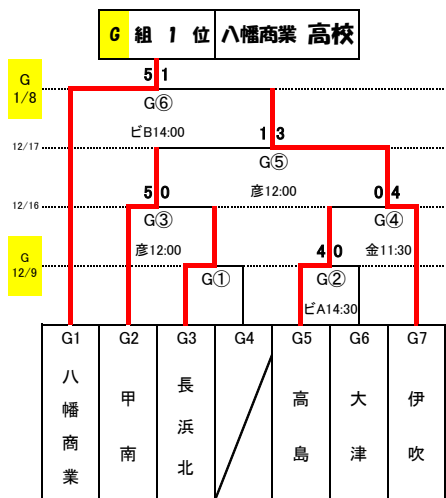 G 組 1 位 八幡商業 高校
5 1
G
1/8
G⑥
ビB14:00
1 3
12/17
G⑤
彦12:00
5 0
0 4
12/16
G③
G④
彦12:00
金11:30
4 0
G
12/9
G①
G②
ビA14:30
G1 G2 G3 G4 G5 G6 G7
八幡商業
甲南
長浜北
高島
大津
伊吹